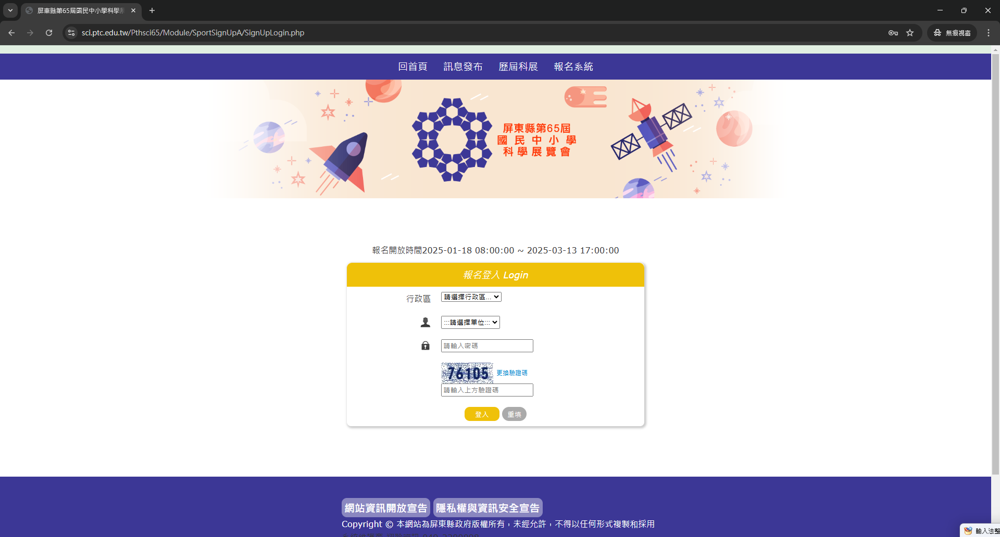 屏東縣第65屆國民中小學科學展
sci.ptc.edu.tw/Pthsci65/Module/SportSignUpA/SignUpLogin.php
無痕視窗
回首頁 訊息發布 歷屆科展 報名系統
屏東縣第65屆
國民中小學
科學展覽會
報名開放時間2025-01-18 08:00:00 ~ 2025-03-13 17:00:00
報名登入 Login
行政區 請選擇行政區...
:::請選擇單位:::
請輸入密碼
76105 更換驗證碼
請輸入上方驗證碼
登入 重填
網站資訊開放宣告 隱私權與資訊安全宣告
Copyright © 本網站為屏東縣政府版權所有，未經允許，不得以任何形式複製和採用
輸入法整